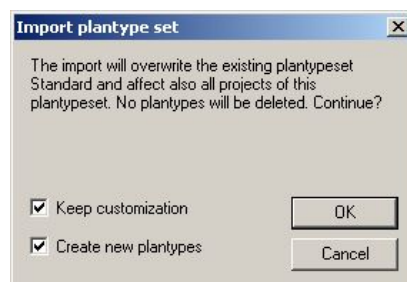 Import plantype set
The import will overwrite the existing plantypeset
Standard and affect also all projects of this
plantypeset. No plantypes will be deleted. Continue?
Keep customization
OK
Create new plantypes
Cancel